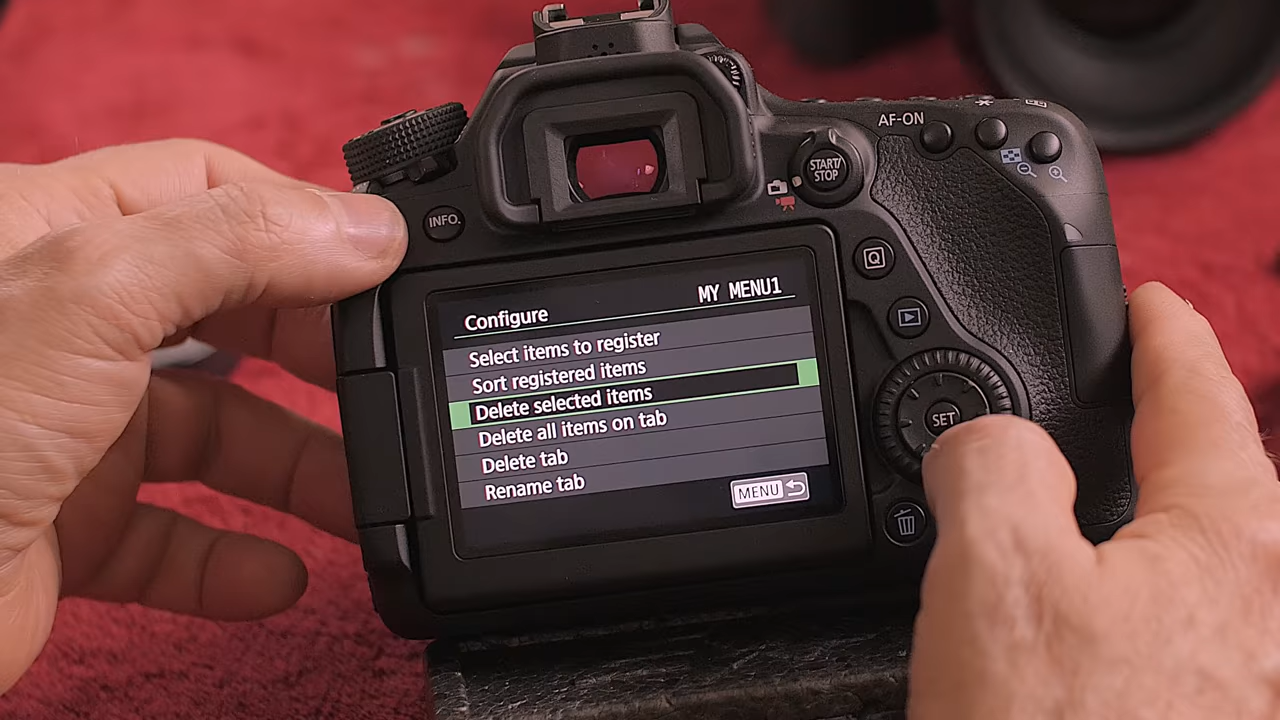 AF-ON
START/
STOP
INFO.
Q
MY MENU1
Configure
Select items to register
Sort registered items
Delete selected items
Delete all items on tab
Delete tab
Rename tab
MENU
SET